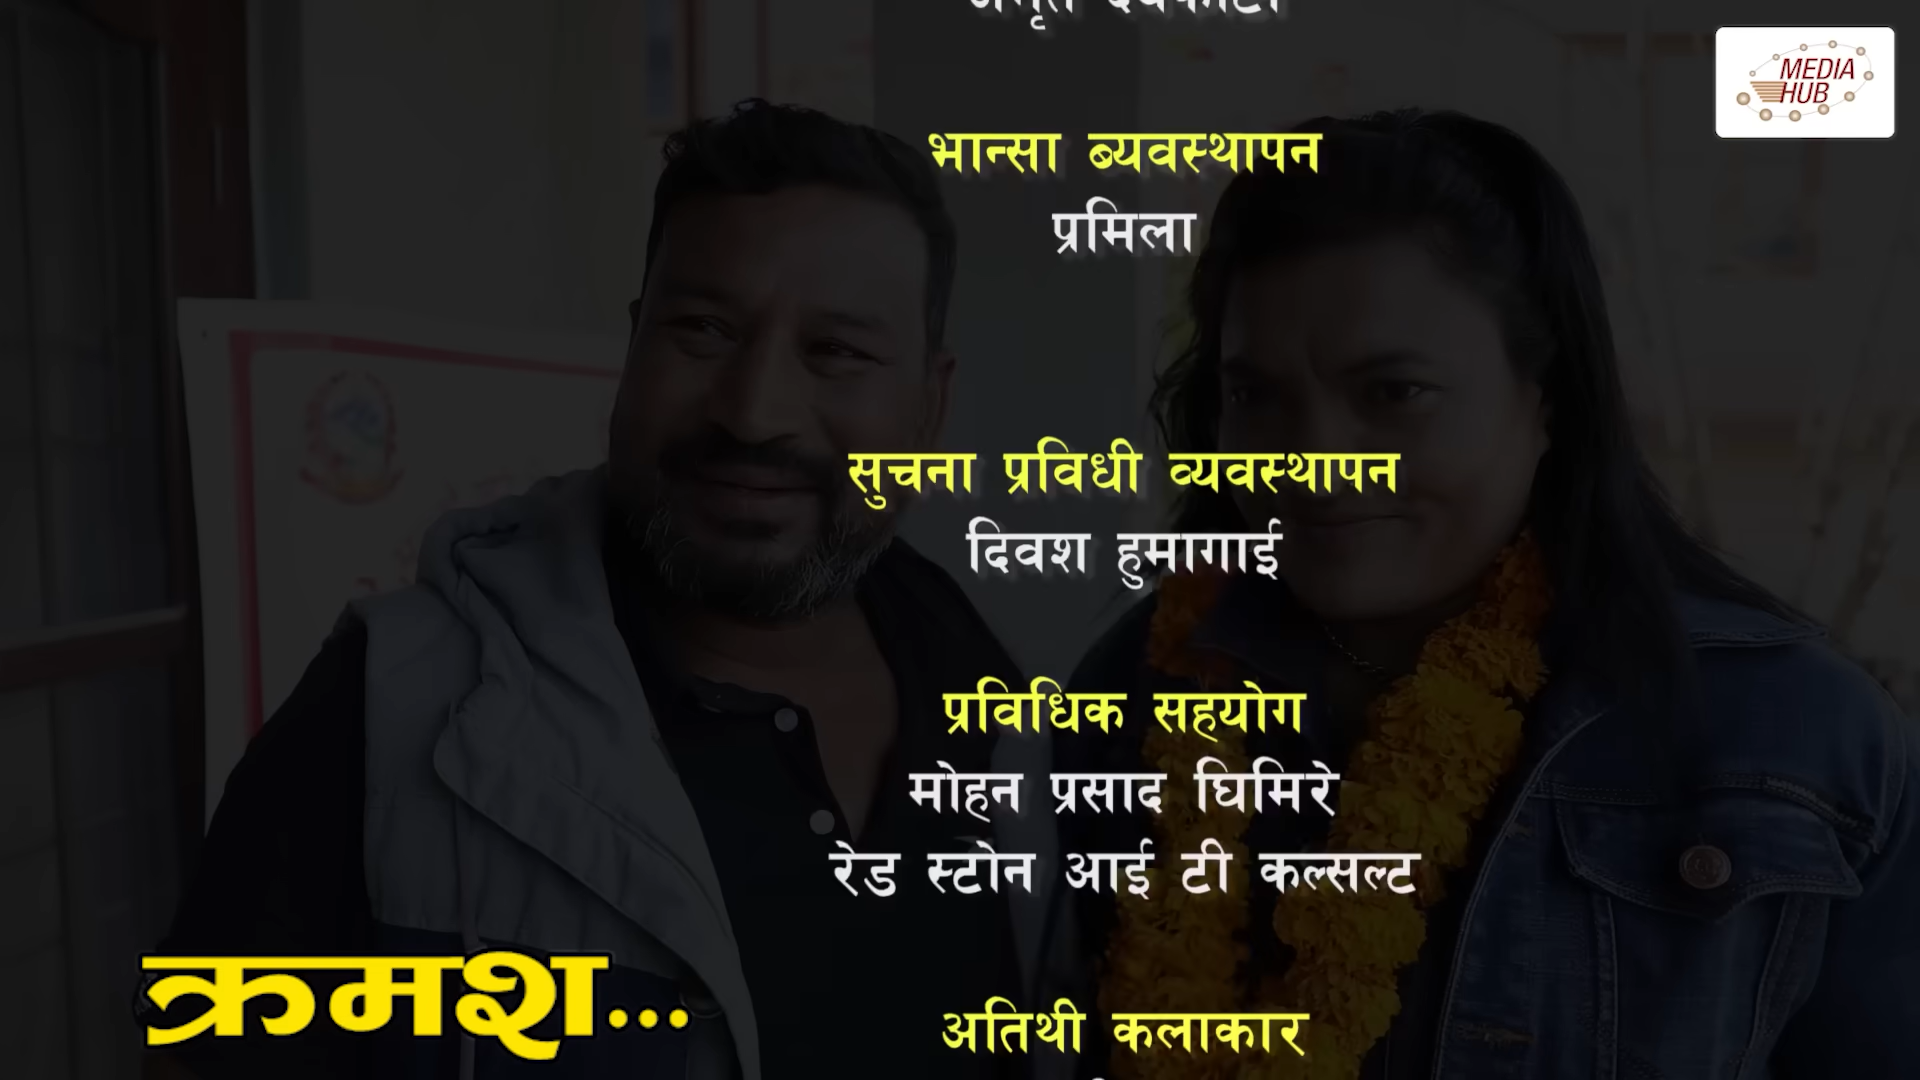 MEDIA
HUB
भान्सा ब्यवस्थापन
प्रमिला
सुचना प्रविधी व्यवस्थापन
दिवश हुमागाई
प्रविधिक सहयोग
मोहन प्रसाद घिमिरे
रेड स्टोन आई टी कल्सल्ट
अतिथी कलाकार
क्रमश...